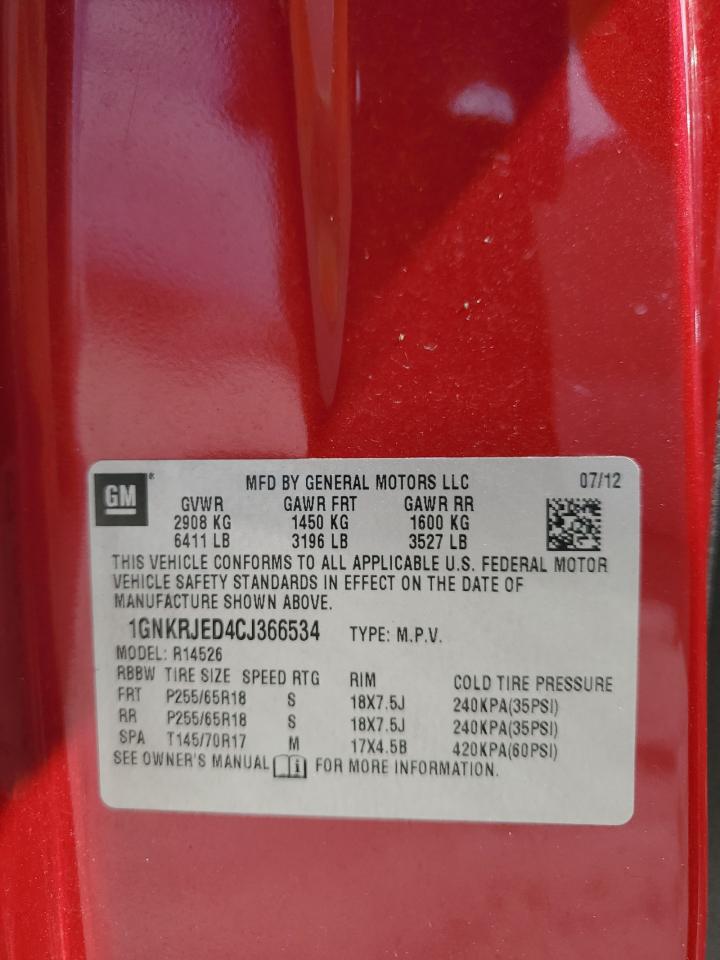 GM MFD BY GENERAL MOTORS LLC 07/12
GVWR GAWR FRT GAWR RR
2908 KG 1450 KG 1600 KG
6411 LB 3196 LB 3527 LB
THIS VEHICLE CONFORMS TO ALL APPLICABLE U.S. FEDERAL MOTOR
VEHICLE SAFETY STANDARDS IN EFFECT ON THE DATE OF
MANUFACTURE SHOWN ABOVE.
1GNKRJED4CJ366534 TYPE: M.P.V.
MODEL: R14526
RBBW TIRE SIZE SPEED RTG RIM COLD TIRE PRESSURE
FRT P255/65R18 S 18X7.5J 240KPA(35PSI)
RR P255/65R18 S 18X7.5J 240KPA(35PSI)
SPA T145/70R17 M 17X4.5B 420KPA(60PSI)
SEE OWNER'S MANUAL i FOR MORE INFORMATION.